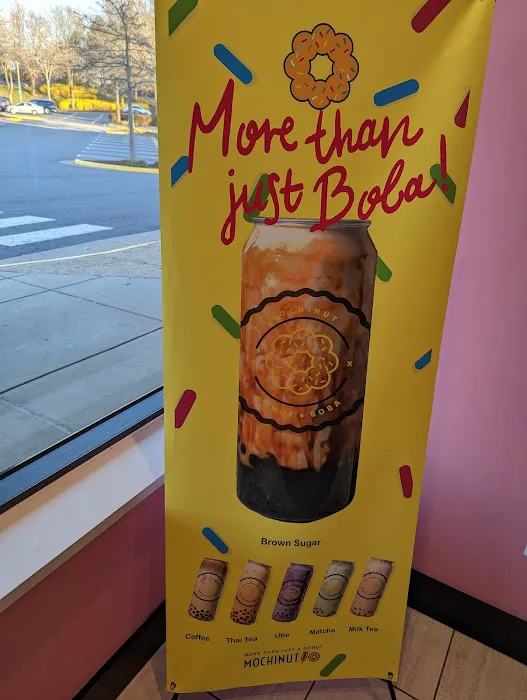 More than
just Boba!
MOCHINUT
DONUT • BOBA
Brown Sugar
Coffee
Thai Tea
Ube
Matcha
Milk Tea
MORE THAN JUST A DONUT
MOCHINUT